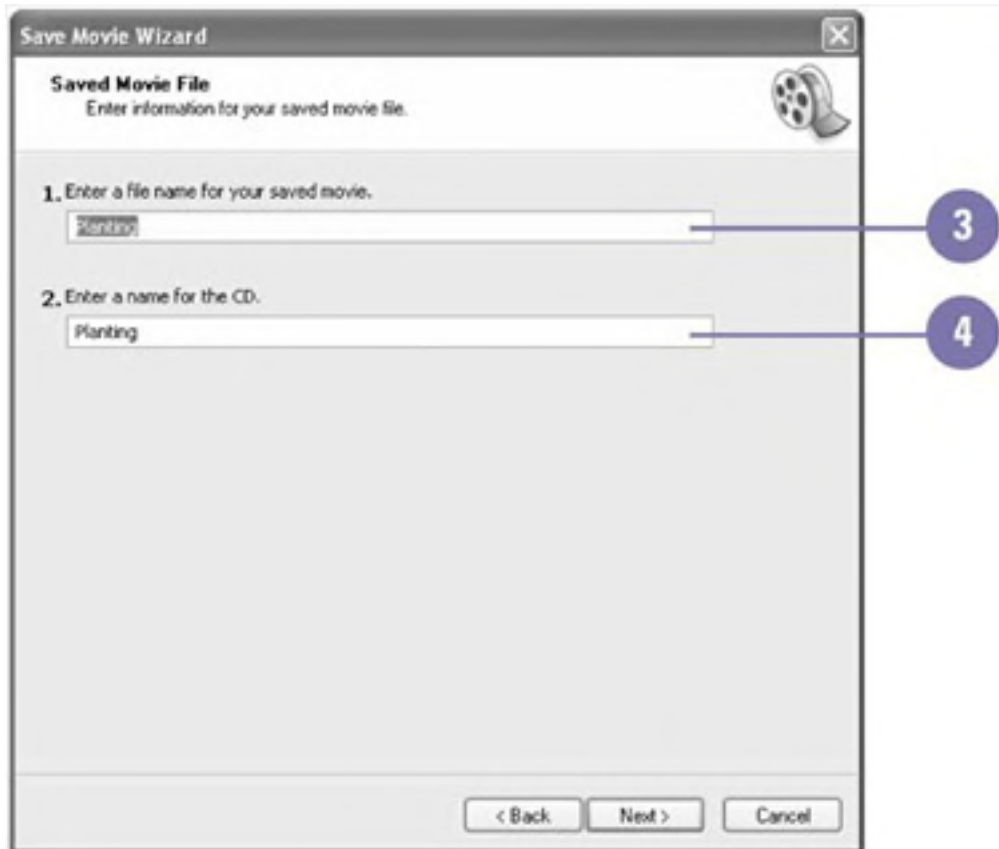 Save Movie Wizard
Saved Movie File
Enter information for your saved movie file.
1. Enter a file name for your saved movie.
Planting
3
2. Enter a name for the CD.
Planting
4
< Back
Next >
Cancel